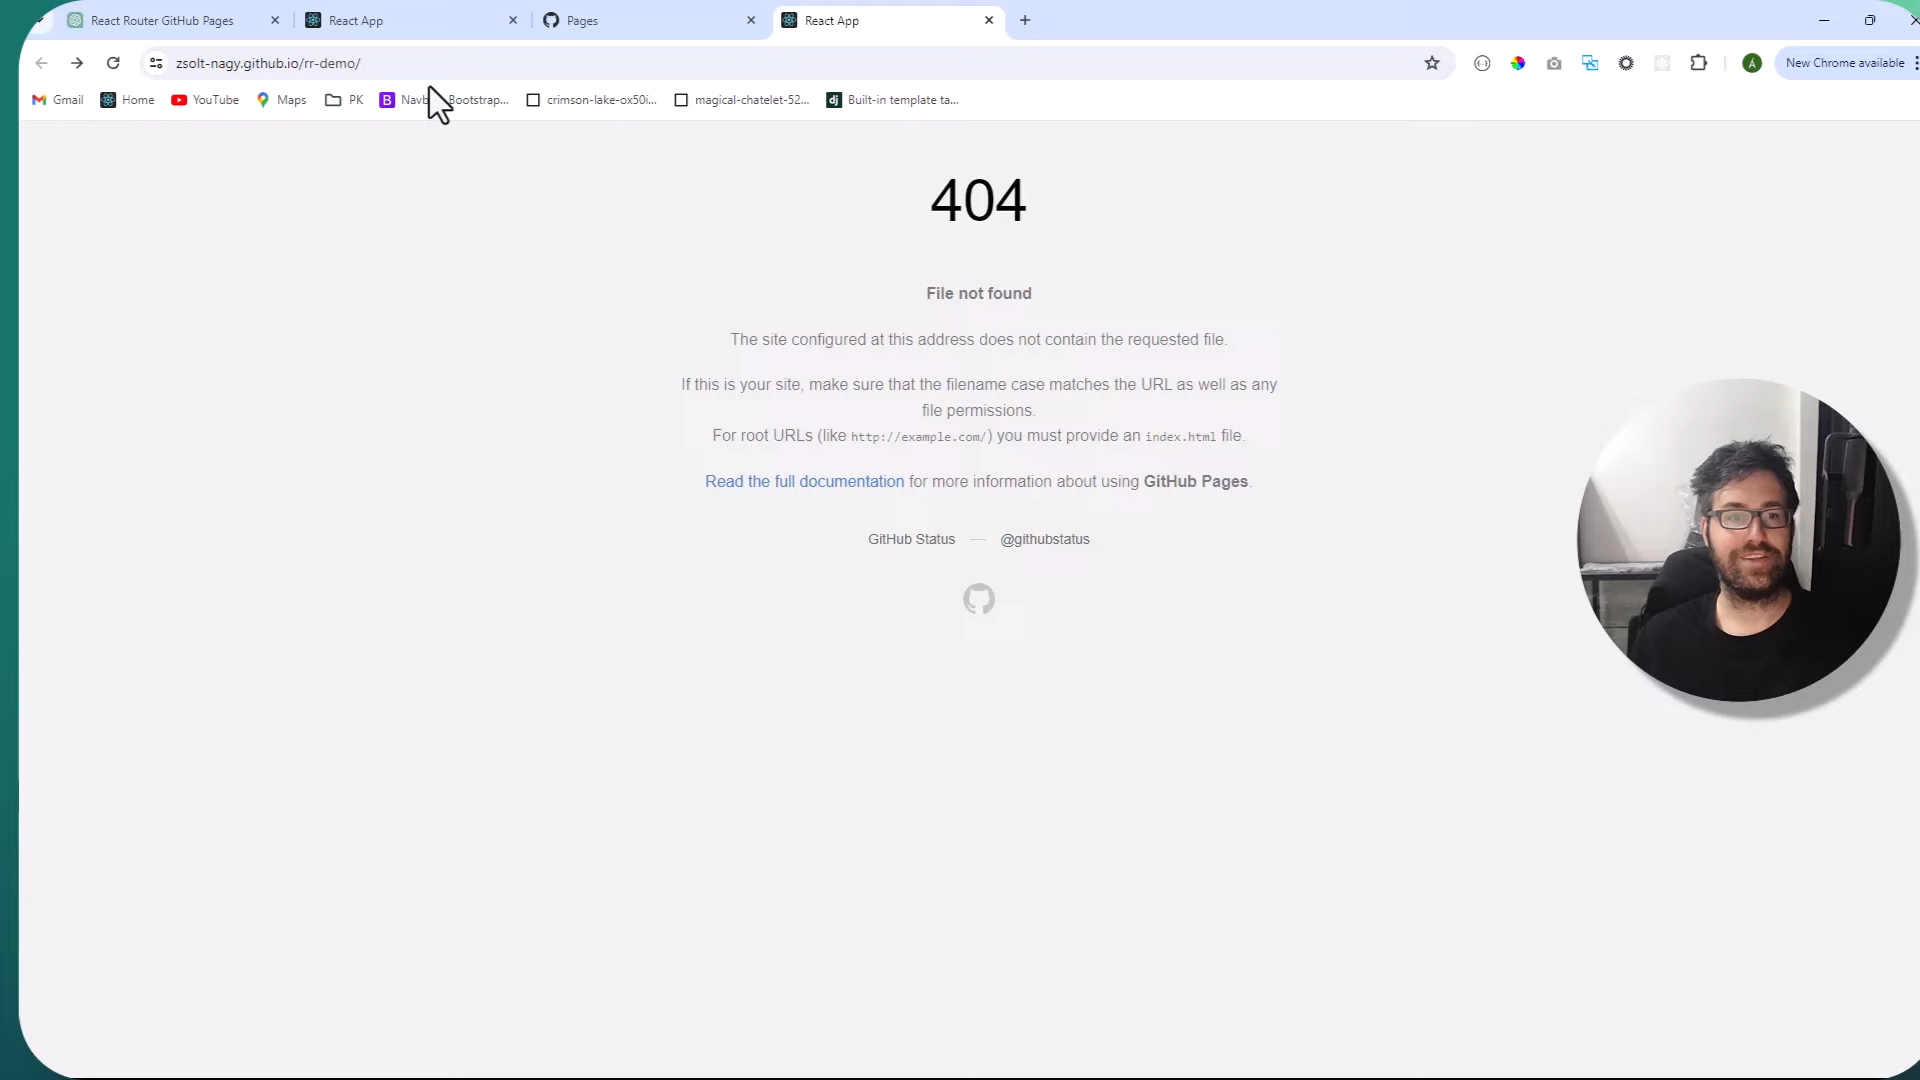 React Router GitHub Pages
React App
Pages
React App
zsolt-nagy.github.io/rr-demo/
New Chrome available
Gmail
Home
YouTube
Maps
PK
Bootstrap...
crimson-lake-ox50i...
magical-chatelet-52...
dj
Built-in template ta...
404
File not found
The site configured at this address does not contain the requested file.
If this is your site, make sure that the filename case matches the URL as well as any
file permissions.
For root URLs (like http://example.com/) you must provide an index.html file.
Read the full documentation for more information about using GitHub Pages.
GitHub Status — @githubstatus